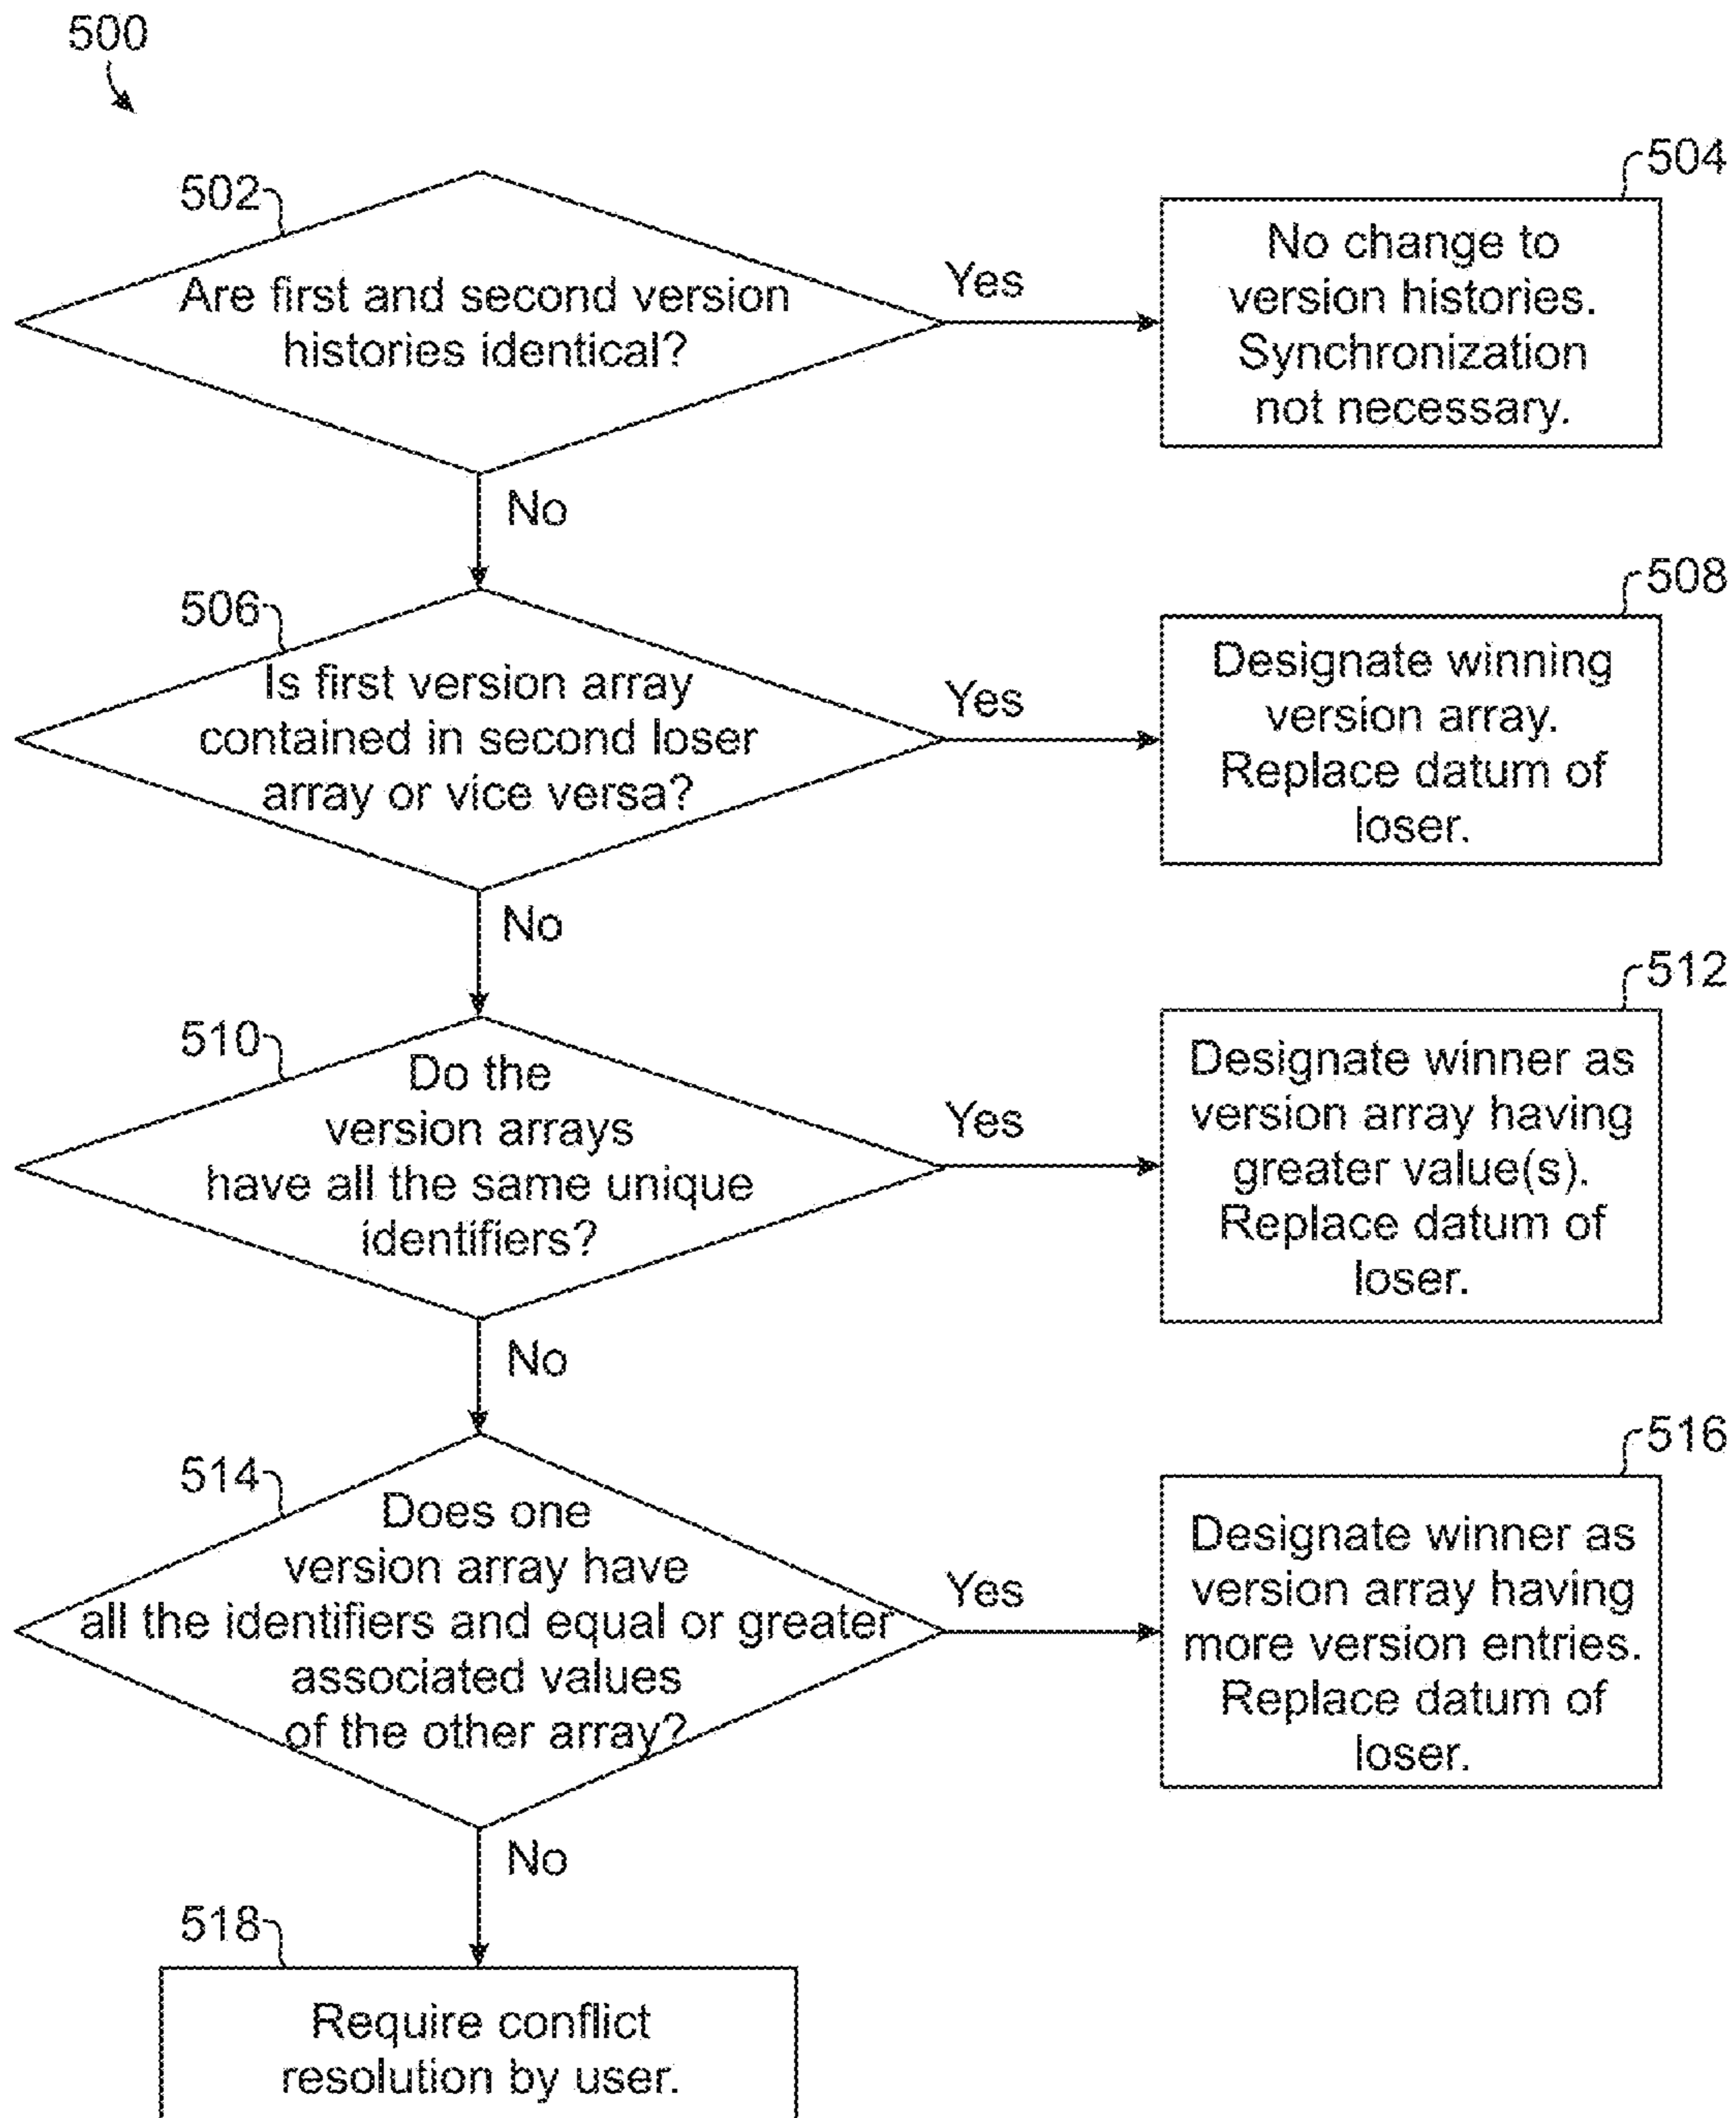 500
502
Are first and second version
histories identical?
Yes
504
No change to
version histories.
Synchronization
not necessary.
No
506
Is first version array
contained in second loser
array or vice versa?
Yes
508
Designate winning
version array.
Replace datum of
loser.
No
510
Do the
version arrays
have all the same unique
identifiers?
Yes
512
Designate winner as
version array having
greater value(s).
Replace datum of
loser.
No
514
Does one
version array have
all the identifiers and equal or greater
associated values
of the other array?
Yes
516
Designate winner as
version array having
more version entries.
Replace datum of
loser.
No
518
Require conflict
resolution by user.